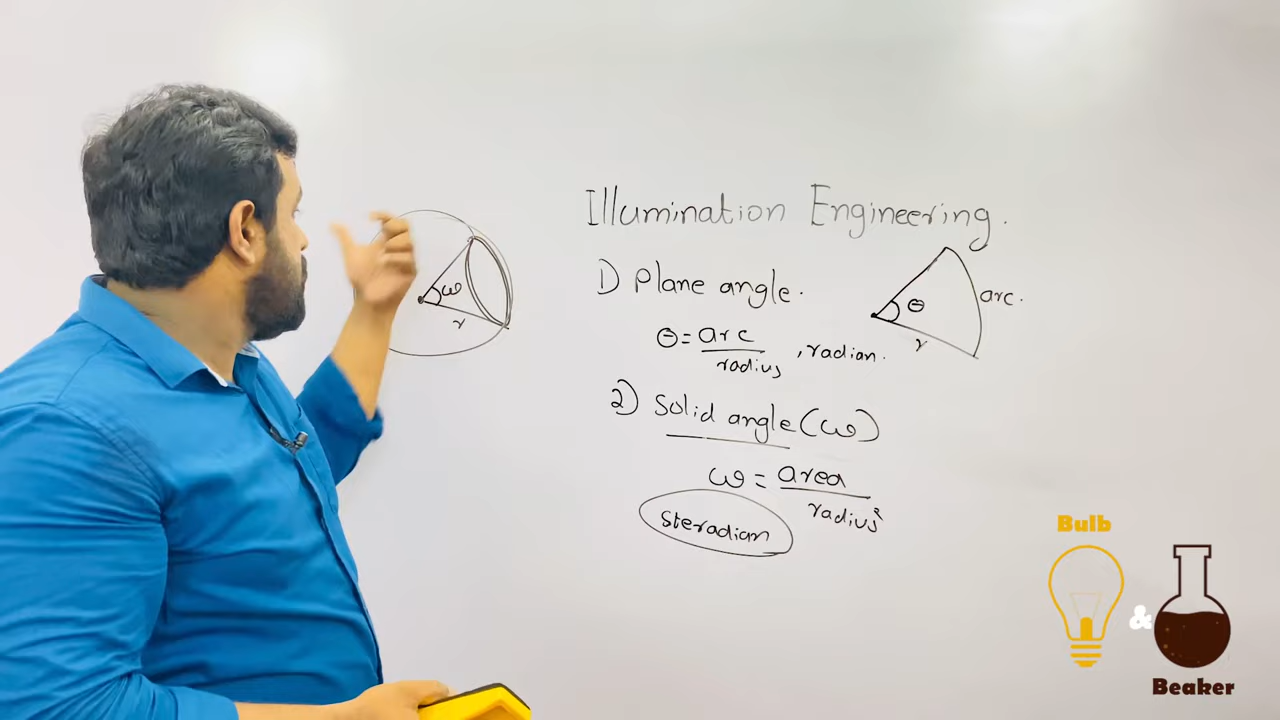 Illumination Engineering.
1) Plane angle.
θ = arc / radius , radian.
θ
arc.
r
2) Solid angle (ω)
ω = area / radius²
steradian
ω
r
Bulb
&
Beaker